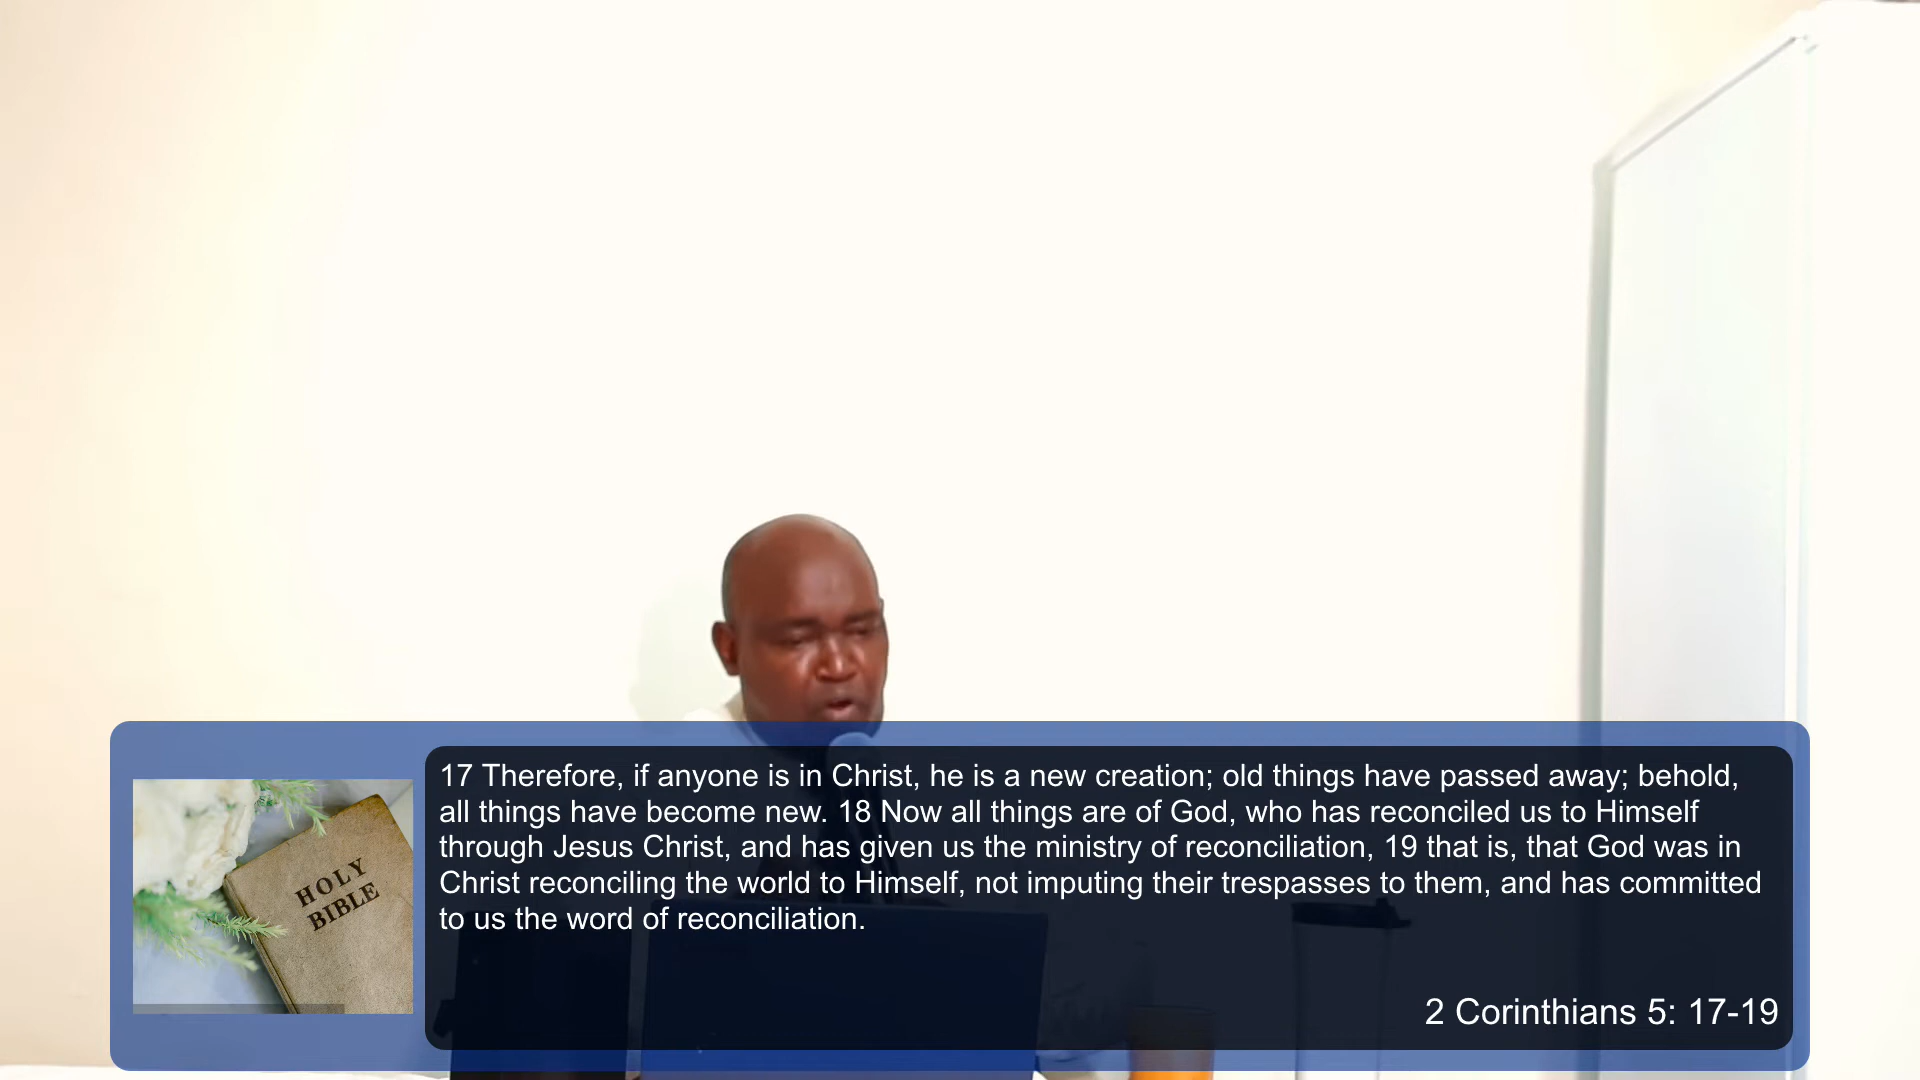 HOLY
BIBLE
17 Therefore, if anyone is in Christ, he is a new creation; old things have passed away; behold,
all things have become new. 18 Now all things are of God, who has reconciled us to Himself
through Jesus Christ, and has given us the ministry of reconciliation, 19 that is, that God was in
Christ reconciling the world to Himself, not imputing their trespasses to them, and has committed
to us the word of reconciliation.
2 Corinthians 5: 17-19